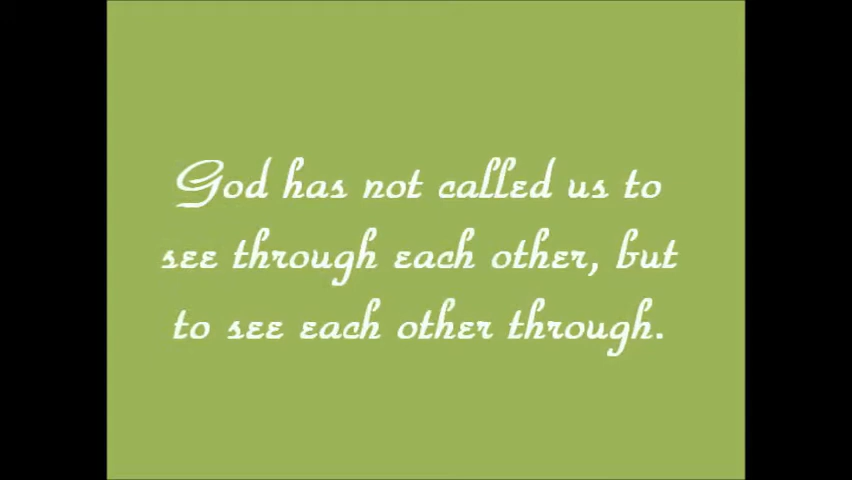 God has not called us to
see through each other, but
to see each other through.